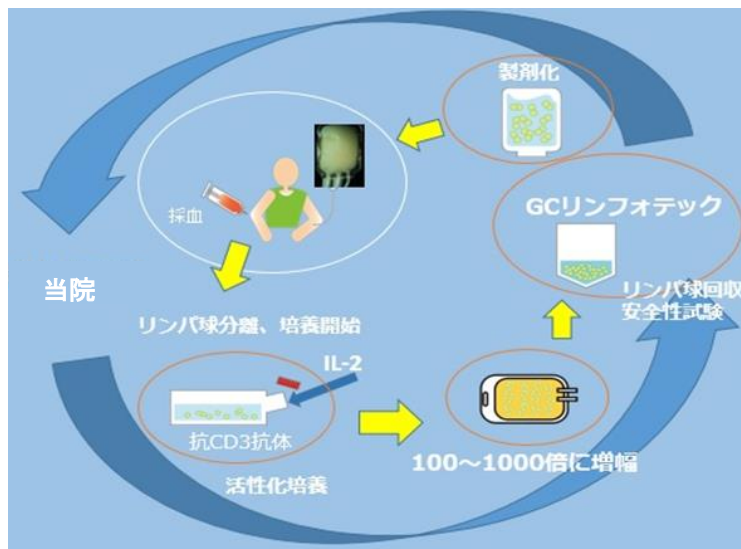 製剤化
GCリンフォテック
採血
当院
リンパ球回収
安全性試験
リンパ球分離、培養開始
IL-2
抗CD3抗体
100～1000倍に増幅
活性化培養